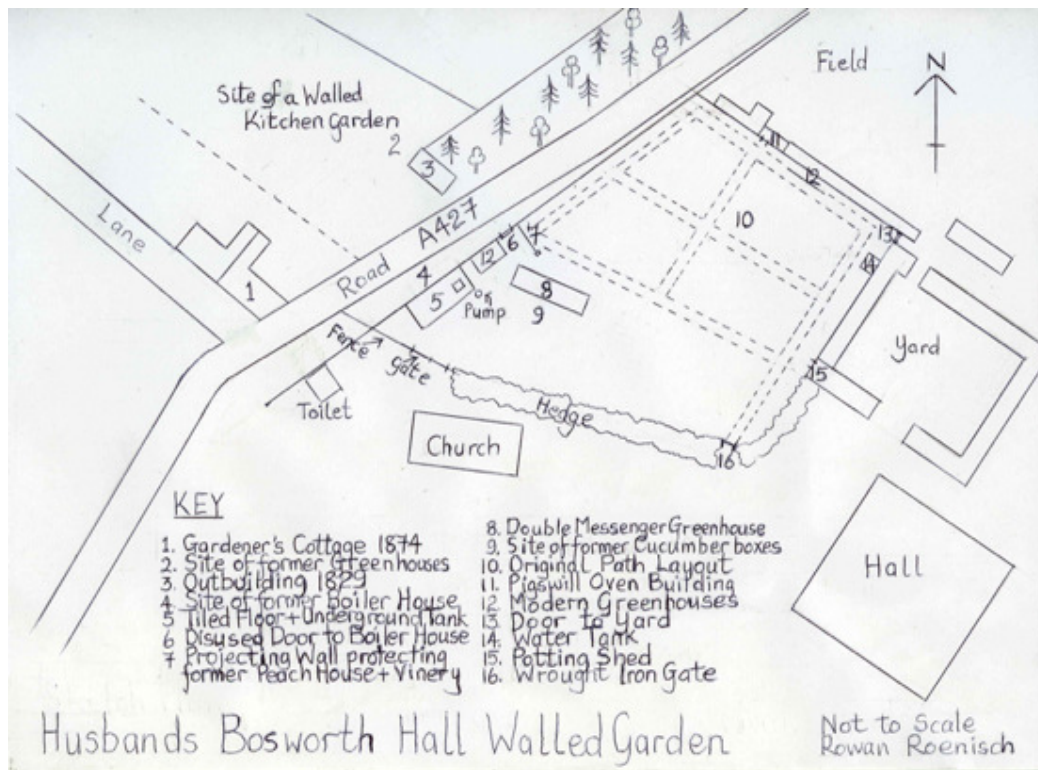 Field
N
Site of a Walled
Kitchen Garden
2
3
11
12
Lane
Road A427
10
13
14
7
6
12
4
5
Pump
8
9
1
Yard
Fence
Gate
15
Toilet
Hedge
Church
16
Hall
KEY
1. Gardener's Cottage 1874
2. Site of former Greenhouses
3. Outbuilding 1829
4. Site of former Boiler House
5. Tiled Floor + Underground Tank
6. Disused Door to Boiler House
7. Projecting Wall protecting
former Peach House + Vinery
8. Double Messenger Greenhouse
9. Site of former Cucumber boxes
10. Original Path Layout
11. Pigswill Oven Building
12. Modern Greenhouses
13. Door to Yard
14. Water Tank
15. Potting Shed
16. Wrought Iron Gate
Husbands Bosworth Hall Walled Garden
Not to Scale
Rowan Roenisch